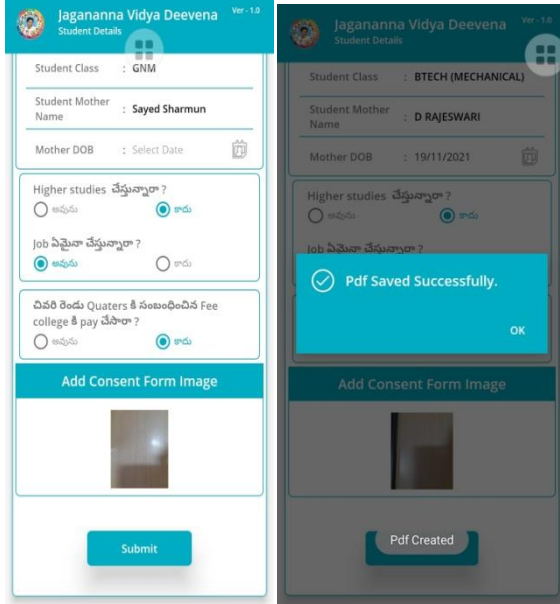 Jagananna Vidya Deevena
Ver - 1.0
Student Details
Student Class : GNM
Student Mother Name : Sayed Sharmun
Mother DOB : Select Date
Higher studies చేస్తున్నారా ?
అవును
కాదు
Job ఏమైనా చేస్తున్నారా ?
అవును
కాదు
చివరి రెండు Quaters కి సంబంధించిన Fee
college కి pay చేసారా ?
అవును
కాదు
Add Consent Form Image
Submit
Jagananna Vidya Deevena
Ver - 1.0
Student Details
Student Class : BTECH (MECHANICAL)
Student Mother Name : D RAJESWARI
Mother DOB : 19/11/2021
Higher studies చేస్తున్నారా ?
అవును
కాదు
Job ఏమైనా చేస్తున్నారా ?
Pdf Saved Successfully.
OK
Add Consent Form Image
Pdf Created